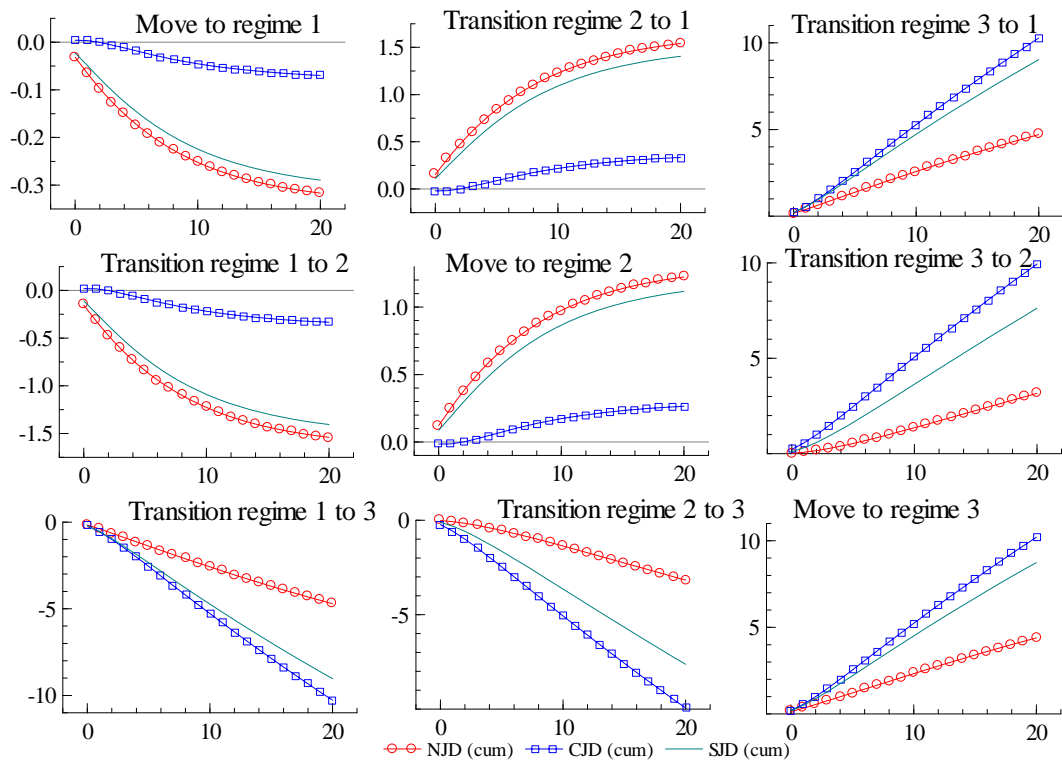 Move to regime 1
0.0
-0.1
-0.2
-0.3
0 10 20
Transition regime 2 to 1
1.5
1.0
0.5
0.0
0 10 20
Transition regime 3 to 1
10
5
0 10 20
Transition regime 1 to 2
0.0
-0.5
-1.0
-1.5
0 10 20
Move to regime 2
1.0
0.5
0.0
0 10 20
Transition regime 3 to 2
10
5
0 10 20
Transition regime 1 to 3
0
-5
-10
0 10 20
Transition regime 2 to 3
0
-5
0 10 20
Move to regime 3
10
5
0 10 20
NJD (cum) CJD (cum) SJD (cum)